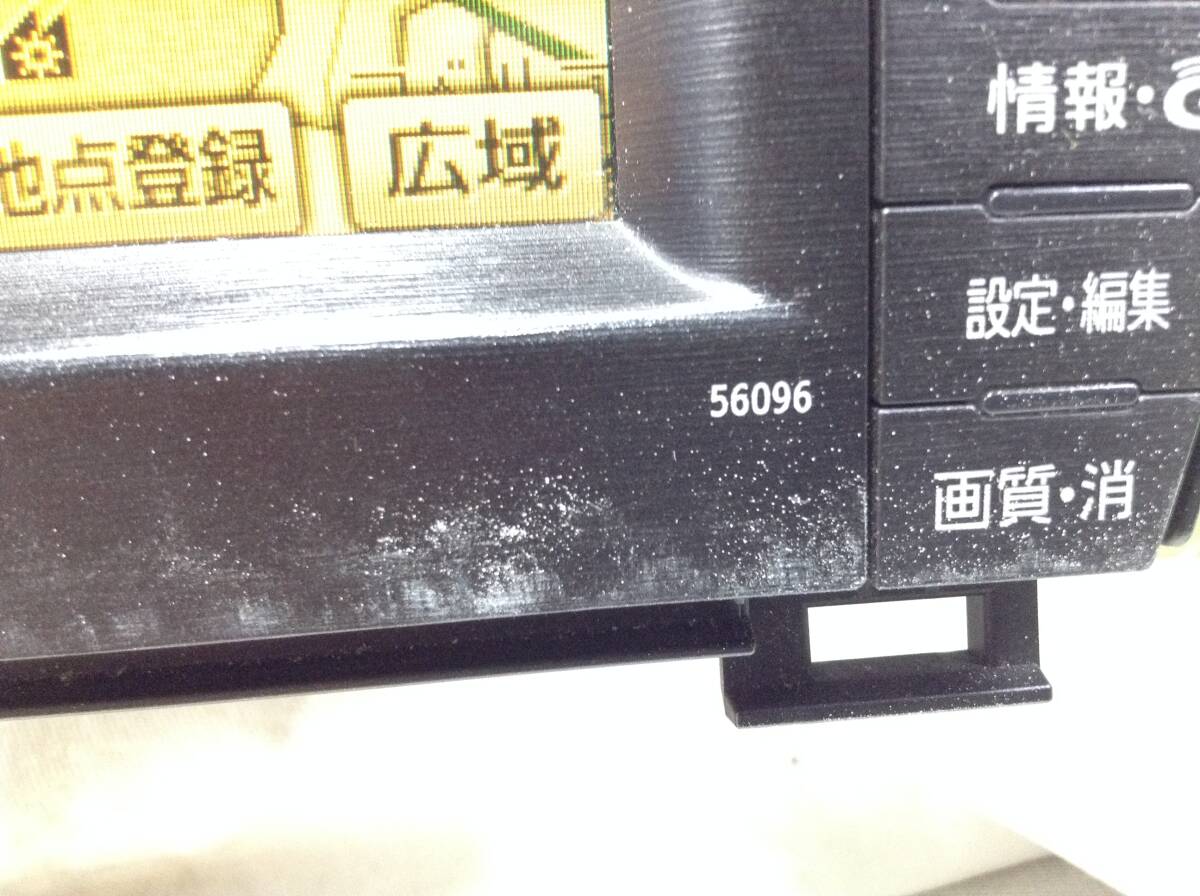 地点登録
広域
情報・
設定・編集
56096
画質・消